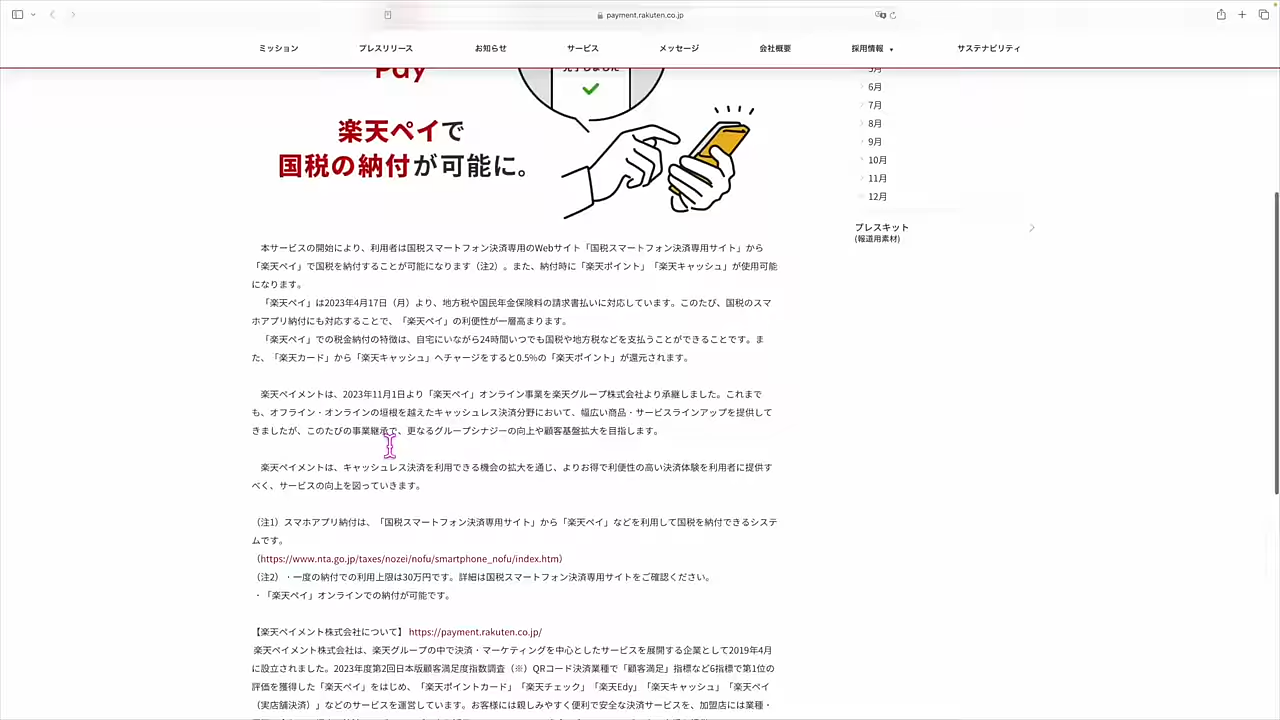 payment.rakuten.co.jp
ミッション
プレスリリース
お知らせ
サービス
メッセージ
会社概要
採用情報 ▼
サステナビリティ
Pay
完了しました
楽天ペイで
国税の納付が可能に。
5月
6月
7月
8月
9月
10月
11月
12月
プレスキット
(報道用素材)
本サービスの開始により、利用者は国税スマートフォン決済専用のWebサイト「国税スマートフォン決済専用サイト」から
「楽天ペイ」で国税を納付することが可能になります（注2）。また、納付時に「楽天ポイント」「楽天キャッシュ」が使用可能
になります。
「楽天ペイ」は2023年4月17日（月）より、地方税や国民年金保険料の請求書払いに対応しています。このたび、国税のスマ
ホアプリ納付にも対応することで、「楽天ペイ」の利便性が一層高まります。
「楽天ペイ」での税金納付の特徴は、自宅にいながら24時間いつでも国税や地方税などを支払うことができることです。ま
た、「楽天カード」から「楽天キャッシュ」へチャージをすると0.5%の「楽天ポイント」が還元されます。
楽天ペイメントは、2023年11月1日より「楽天ペイ」オンライン事業を楽天グループ株式会社より承継しました。これまで
も、オフライン・オンラインの垣根を越えたキャッシュレス決済分野において、幅広い商品・サービスラインアップを提供して
きましたが、このたびの事業継承で、更なるグループシナジーの向上や顧客基盤拡大を目指します。
楽天ペイメントは、キャッシュレス決済を利用できる機会の拡大を通じ、よりお得で利便性の高い決済体験を利用者に提供す
べく、サービスの向上を図っていきます。
（注1）スマホアプリ納付は、「国税スマートフォン決済専用サイト」から「楽天ペイ」などを利用して国税を納付できるシステ
ムです。
（https://www.nta.go.jp/taxes/nozei/nofu/smartphone_nofu/index.htm）
（注2）・一度の納付での利用上限は30万円です。詳細は国税スマートフォン決済専用サイトをご確認ください。
・「楽天ペイ」オンラインでの納付が可能です。
【楽天ペイメント株式会社について】 https://payment.rakuten.co.jp/
楽天ペイメント株式会社は、楽天グループの中で決済・マーケティングを中心としたサービスを展開する企業として2019年4月
に設立されました。2023年度第2回日本版顧客満足度指数調査（※）QRコード決済業種で「顧客満足」指標など6指標で第1位の
評価を獲得した「楽天ペイ」をはじめ、「楽天ポイントカード」「楽天チェック」「楽天Edy」「楽天キャッシュ」「楽天ペイ
（実店舗決済）」などのサービスを運営しています。お客様には親しみやすく便利で安全な決済サービスを、加盟店には業種・